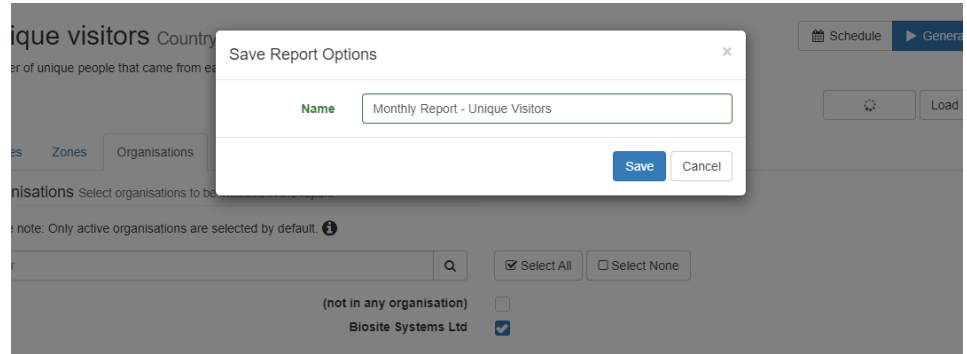 ique visitors Country
Save Report Options ×
Schedule
Genera
er of unique people that came from ea
Name Monthly Report - Unique Visitors
Load
es Zones Organisations
Save Cancel
nisations Select organisations to be
e note: Only active organisations are selected by default.
Select All Select None
(not in any organisation)
Biosite Systems Ltd